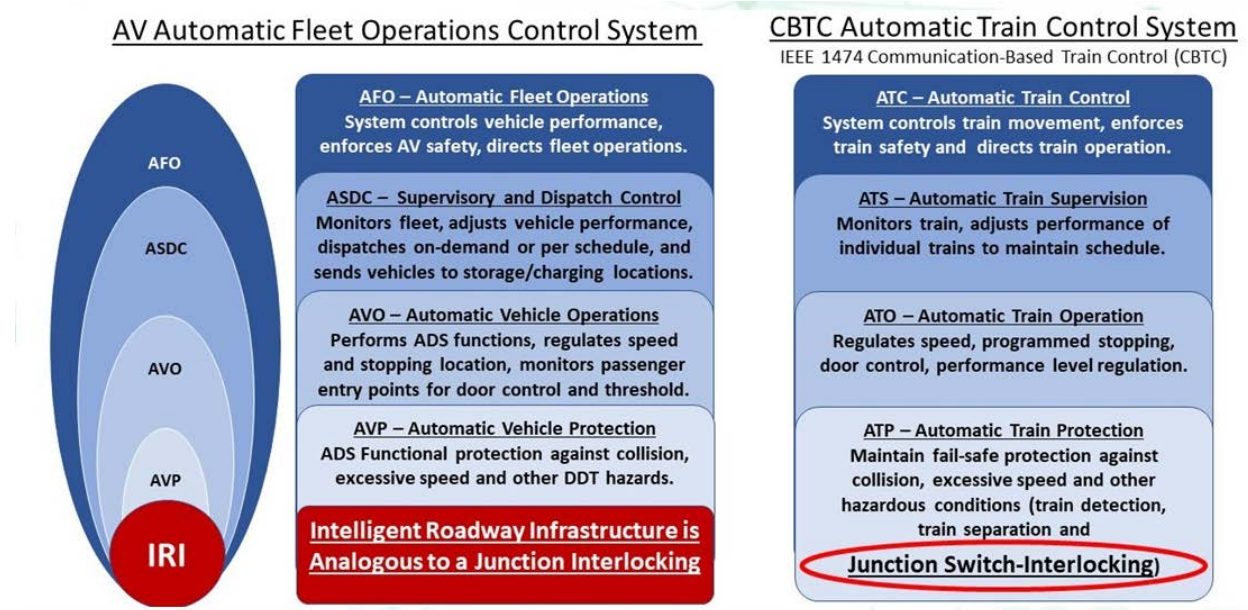 AV Automatic Fleet Operations Control System
AFO
ASDC
AVO
AVP
IRI
AFO – Automatic Fleet Operations
System controls vehicle performance,
enforces AV safety, directs fleet operations.
ASDC – Supervisory and Dispatch Control
Monitors fleet, adjusts vehicle performance,
dispatches on-demand or per schedule, and
sends vehicles to storage/charging locations.
AVO – Automatic Vehicle Operations
Performs ADS functions, regulates speed
and stopping location, monitors passenger
entry points for door control and threshold.
AVP – Automatic Vehicle Protection
ADS Functional protection against collision,
excessive speed and other DDT hazards.
Intelligent Roadway Infrastructure is
Analogous to a Junction Interlocking
CBTC Automatic Train Control System
IEEE 1474 Communication-Based Train Control (CBTC)
ATC – Automatic Train Control
System controls train movement, enforces
train safety and directs train operation.
ATS – Automatic Train Supervision
Monitors train, adjusts performance of
individual trains to maintain schedule.
ATO – Automatic Train Operation
Regulates speed, programmed stopping,
door control, performance level regulation.
ATP – Automatic Train Protection
Maintain fail-safe protection against
collision, excessive speed and other
hazardous conditions (train detection,
train separation and
Junction Switch-Interlocking)